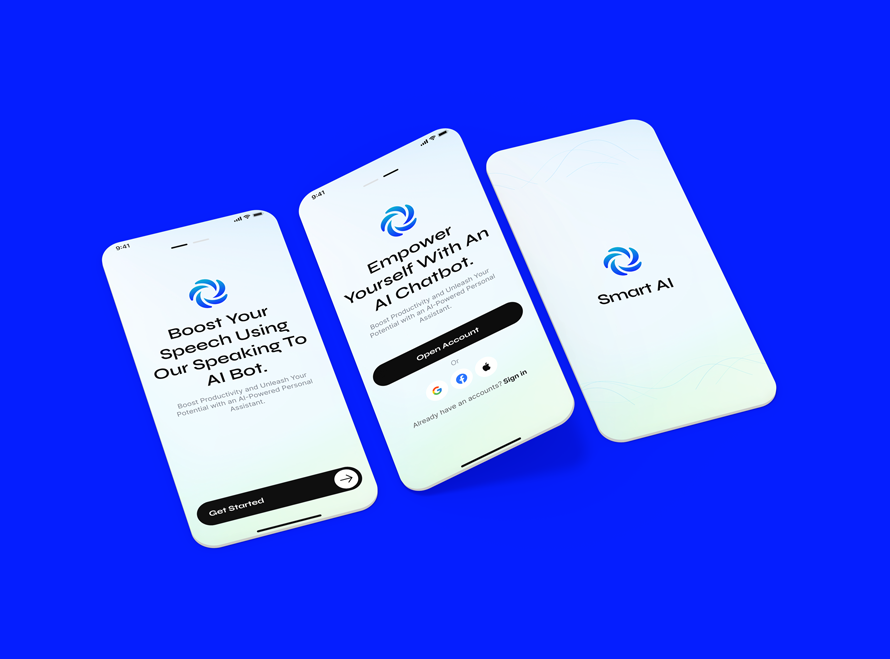 9:41
Boost Your
Speech Using
Our Speaking To
AI Bot.
Boost Productivity and Unleash Your
Potential with an AI-Powered Personal
Assistant.
Get Started
9:41
Empower
Yourself With An
AI Chatbot.
Boost Productivity and Unleash Your
Potential with an AI-Powered Personal
Assistant.
Open Account
Or
Already have an accounts? Sign in
Smart AI